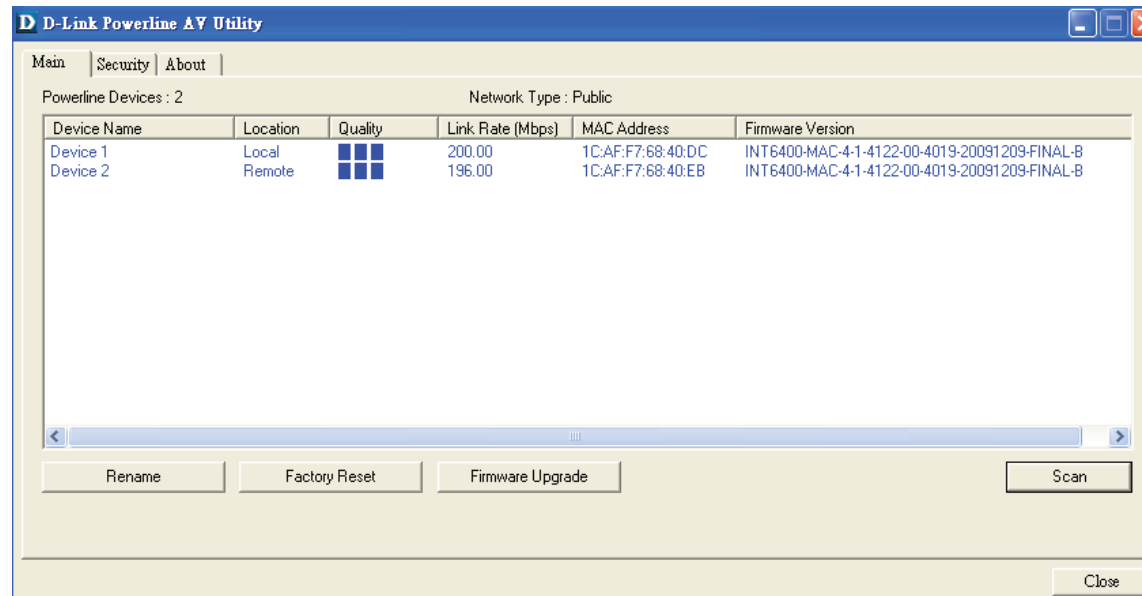 D D-Link Powerline AV Utility
Main Security About
Powerline Devices : 2 Network Type : Public
Device Name Location Quality Link Rate (Mbps) MAC Address Firmware Version
Device 1 Local 200.00 1C:AF:F7:68:40:DC INT6400-MAC-4-1-4122-00-4019-20091209-FINAL-B
Device 2 Remote 196.00 1C:AF:F7:68:40:EB INT6400-MAC-4-1-4122-00-4019-20091209-FINAL-B
Rename Factory Reset Firmware Upgrade Scan
Close